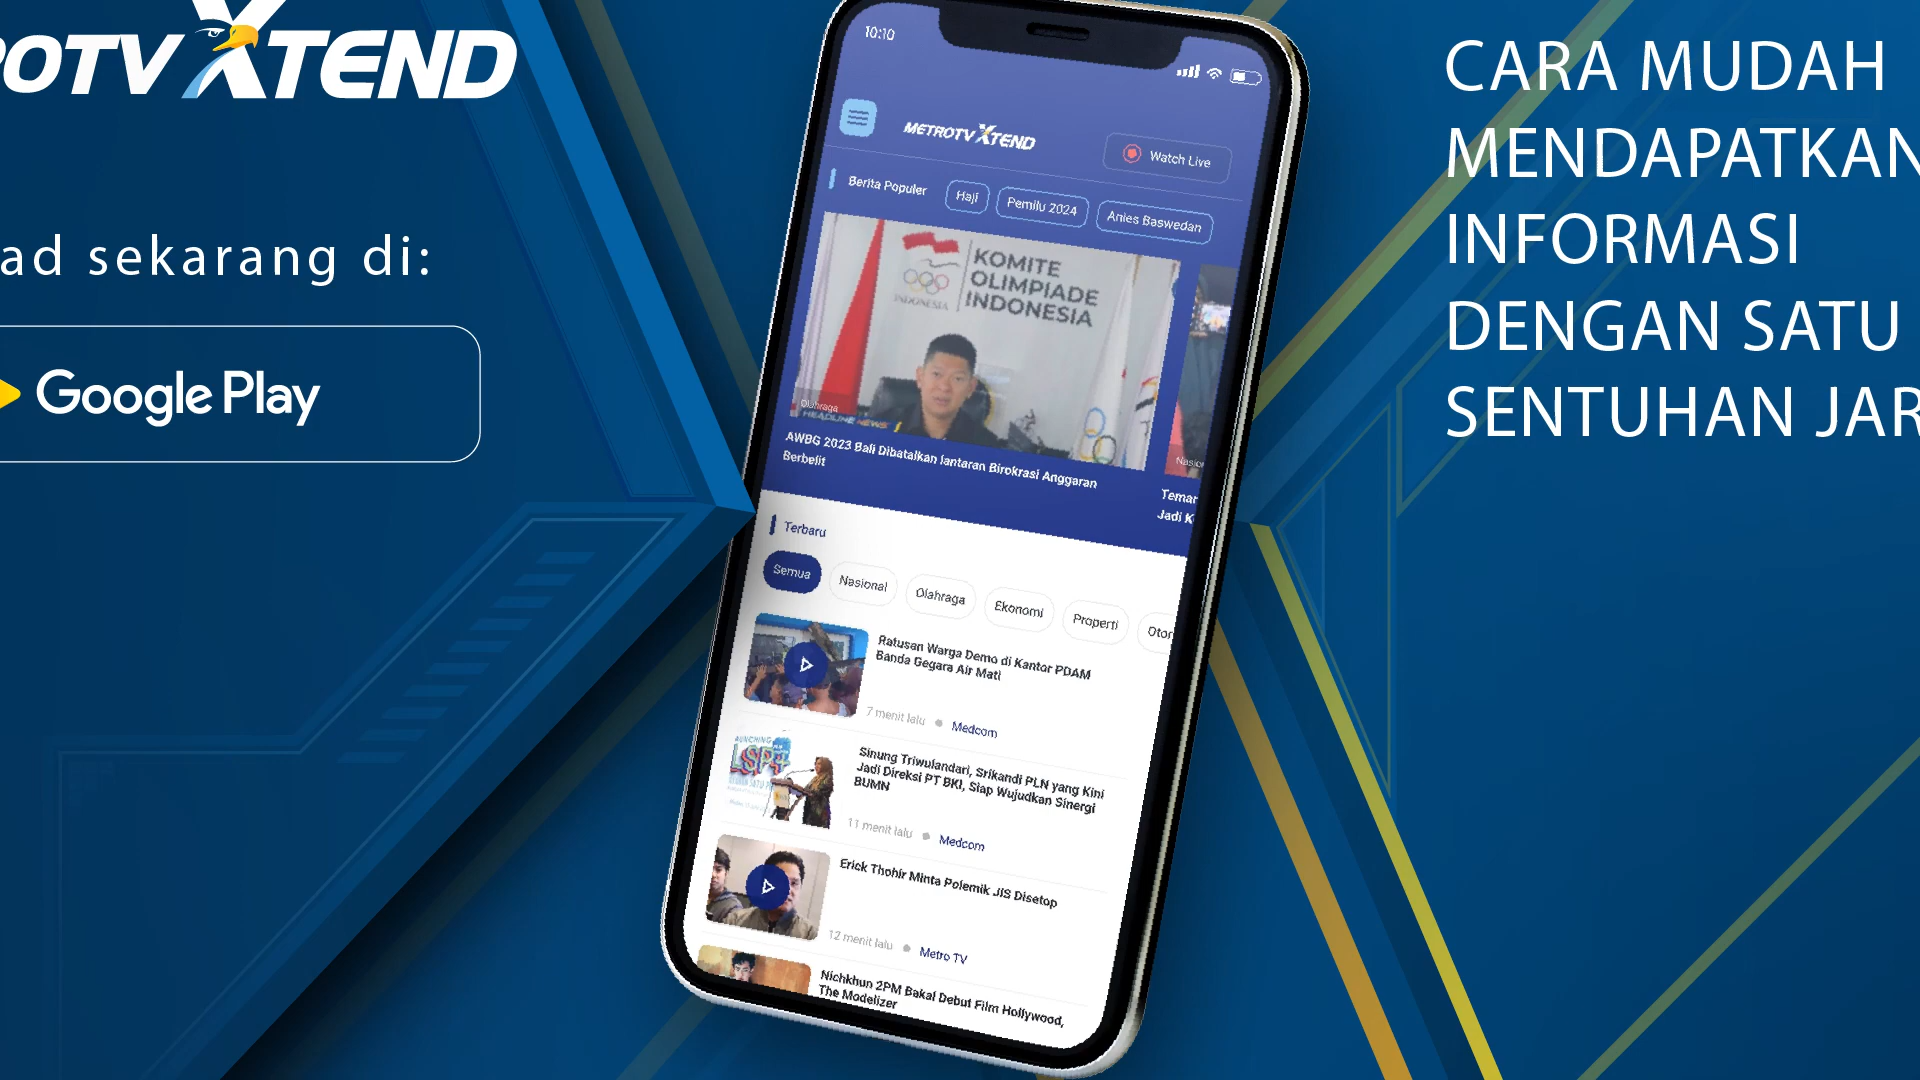 OTV XTEND
ad sekarang di:
Google Play
10:10
METROTV XTEND
Watch Live
Berita Populer
Haji
Pemilu 2024
Anies Baswedan
KOMITE
OLIMPIADE
INDONESIA
INDONESIA
Olahraga
HEADLINE NEWS
AWBG 2023 Bali Dibatalkan lantaran Birokrasi Anggaran
Berbelit
Nasio
Temar
Jadi K
Terbaru
Semua
Nasional
Olahraga
Ekonomi
Properti
Otor
Ratusan Warga Demo di Kantor PDAM
Banda Gegara Air Mati
7 menit lalu
Medcom
LSP
Sinung Triwulandari, Srikandi PLN yang Kini
Jadi Direksi PT BKI, Siap Wujudkan Sinergi
BUMN
11 menit lalu
Medcom
Erick Thohir Minta Polemik JIS Disetop
12 menit lalu
Metro TV
Nichkhun 2PM Bakal Debut Film Hollywood,
The Modelizer
CARA MUDAH
MENDAPATKAN
INFORMASI
DENGAN SATU
SENTUHAN JAR